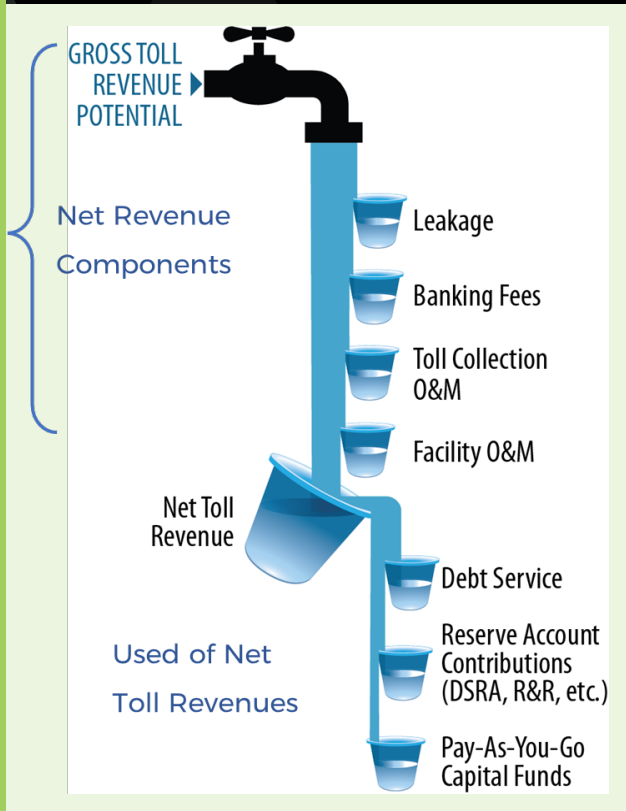 GROSS TOLL
REVENUE
POTENTIAL
Net Revenue
Components
Leakage
Banking Fees
Toll Collection
O&M
Facility O&M
Net Toll
Revenue
Debt Service
Used of Net
Toll Revenues
Reserve Account
Contributions
(DSRA, R&R, etc.)
Pay-As-You-Go
Capital Funds